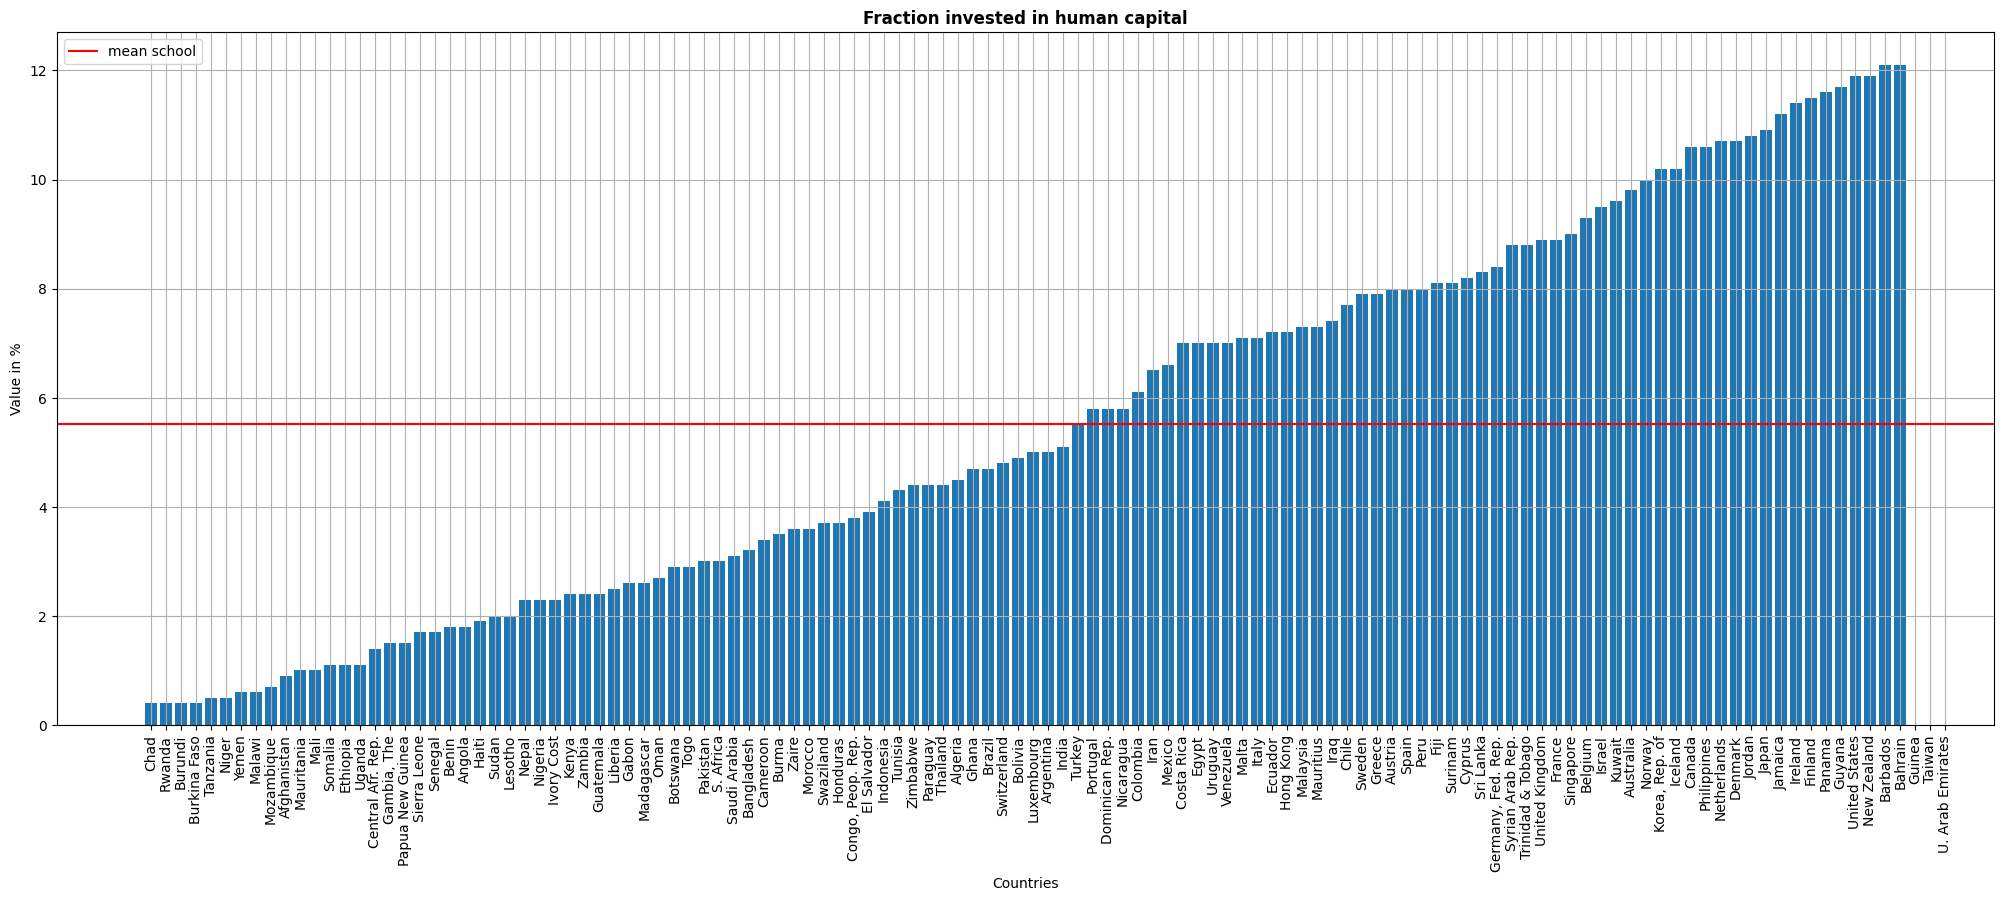 Fraction invested in human capital
mean school
12
10
8
6
4
2
0
Value in %
Chad
Rwanda
Burundi
Burkina Faso
Tanzania
Niger
Yemen
Malawi
Mozambique
Afghanistan
Mauritania
Mali
Somalia
Ethiopia
Uganda
Central Afr. Rep.
Gambia, The
Papua New Guinea
Sierra Leone
Senegal
Benin
Angola
Haiti
Sudan
Lesotho
Nepal
Nigeria
Ivory Cost
Kenya
Zambia
Guatemala
Liberia
Gabon
Madagascar
Oman
Botswana
Togo
Pakistan
S. Africa
Saudi Arabia
Bangladesh
Cameroon
Burma
Zaire
Morocco
Swaziland
Honduras
Congo, Peop. Rep.
El Salvador
Indonesia
Tunisia
Zimbabwe
Paraguay
Thailand
Algeria
Ghana
Brazil
Switzerland
Bolivia
Luxembourg
Argentinna
India
Turkey
Portugal
Dominican Rep.
Nicaragua
Colombia
Iran
Mexico
Costa Rica
Egypt
Uruguay
Venezuela
Malta
Italy
Ecuador
Hong Kong
Malaysia
Mauritius
Iraq
Chile
Sweden
Greece
Austria
Spain
Peru
Fiji
Surinam
Cyprus
Sri Lanka
Germany, Fed. Rep.
Syrian Arab Rep.
Trinidad & Tobago
United Kingdom
France
Singapore
Belgium
Israel
Kuwait
Australia
Norway
Korea, Rep. of
Iceland
Canada
Philippines
Netherlands
Denmark
Jordan
Japan
Jamaica
Ireland
Finland
Panama
Guyana
United States
New Zealand
Barbados
Bahrain
Guinea
Taiwan
U. Arab Emirates
Countries